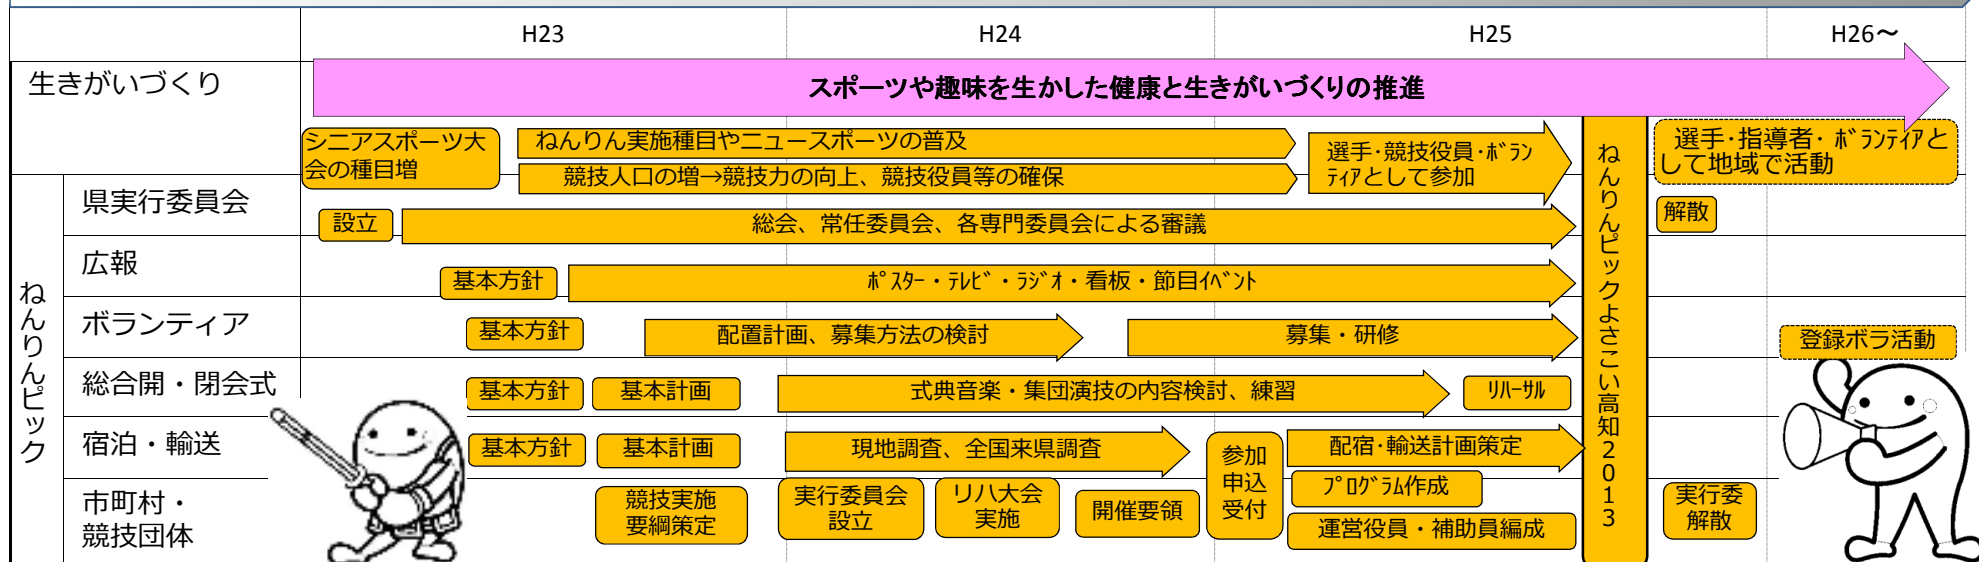 H23
H24
H25
H26～
生きがいづくり
スポーツや趣味を生かした健康と生きがいづくりの推進
シニアスポーツ大
会の種目増
ねんりん実施種目やニュースポーツの普及
競技人口の増→競技力の向上、競技役員等の確保
選手・競技役員・ﾎﾞﾗﾝ
ﾃｨｱとして参加
選手・指導者・ﾎﾞﾗﾝﾃｨｱと
して地域で活動
ねんりんピック
ねんりんピックよさこい高知2013
県実行委員会
設立
総会、常任委員会、各専門委員会による審議
解散
広報
基本方針
ﾎﾟｽﾀｰ・ﾃﾚﾋﾞ・ﾗｼﾞｵ・看板・節目ｲﾍﾞﾝﾄ
ボランティア
基本方針
配置計画、募集方法の検討
募集・研修
登録ボラ活動
総合開・閉会式
基本方針
基本計画
式典音楽・集団演技の内容検討、練習
ﾘﾊｰｻﾙ
宿泊・輸送
基本方針
基本計画
現地調査、全国来県調査
参加
申込
受付
配宿・輸送計画策定
市町村・
競技団体
競技実施
要綱策定
実行委員会
設立
リハ大会
実施
開催要領
ﾌﾟﾛｸﾞﾗﾑ作成
運営役員・補助員編成
実行委
解散